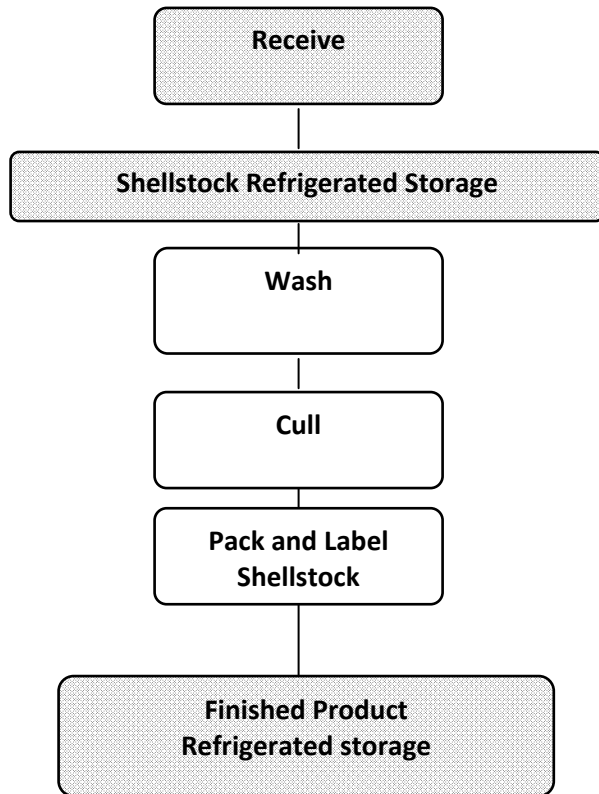 Receive
Shellstock Refrigerated Storage
Wash
Cull
Pack and Label
Shellstock
Finished Product
Refrigerated storage